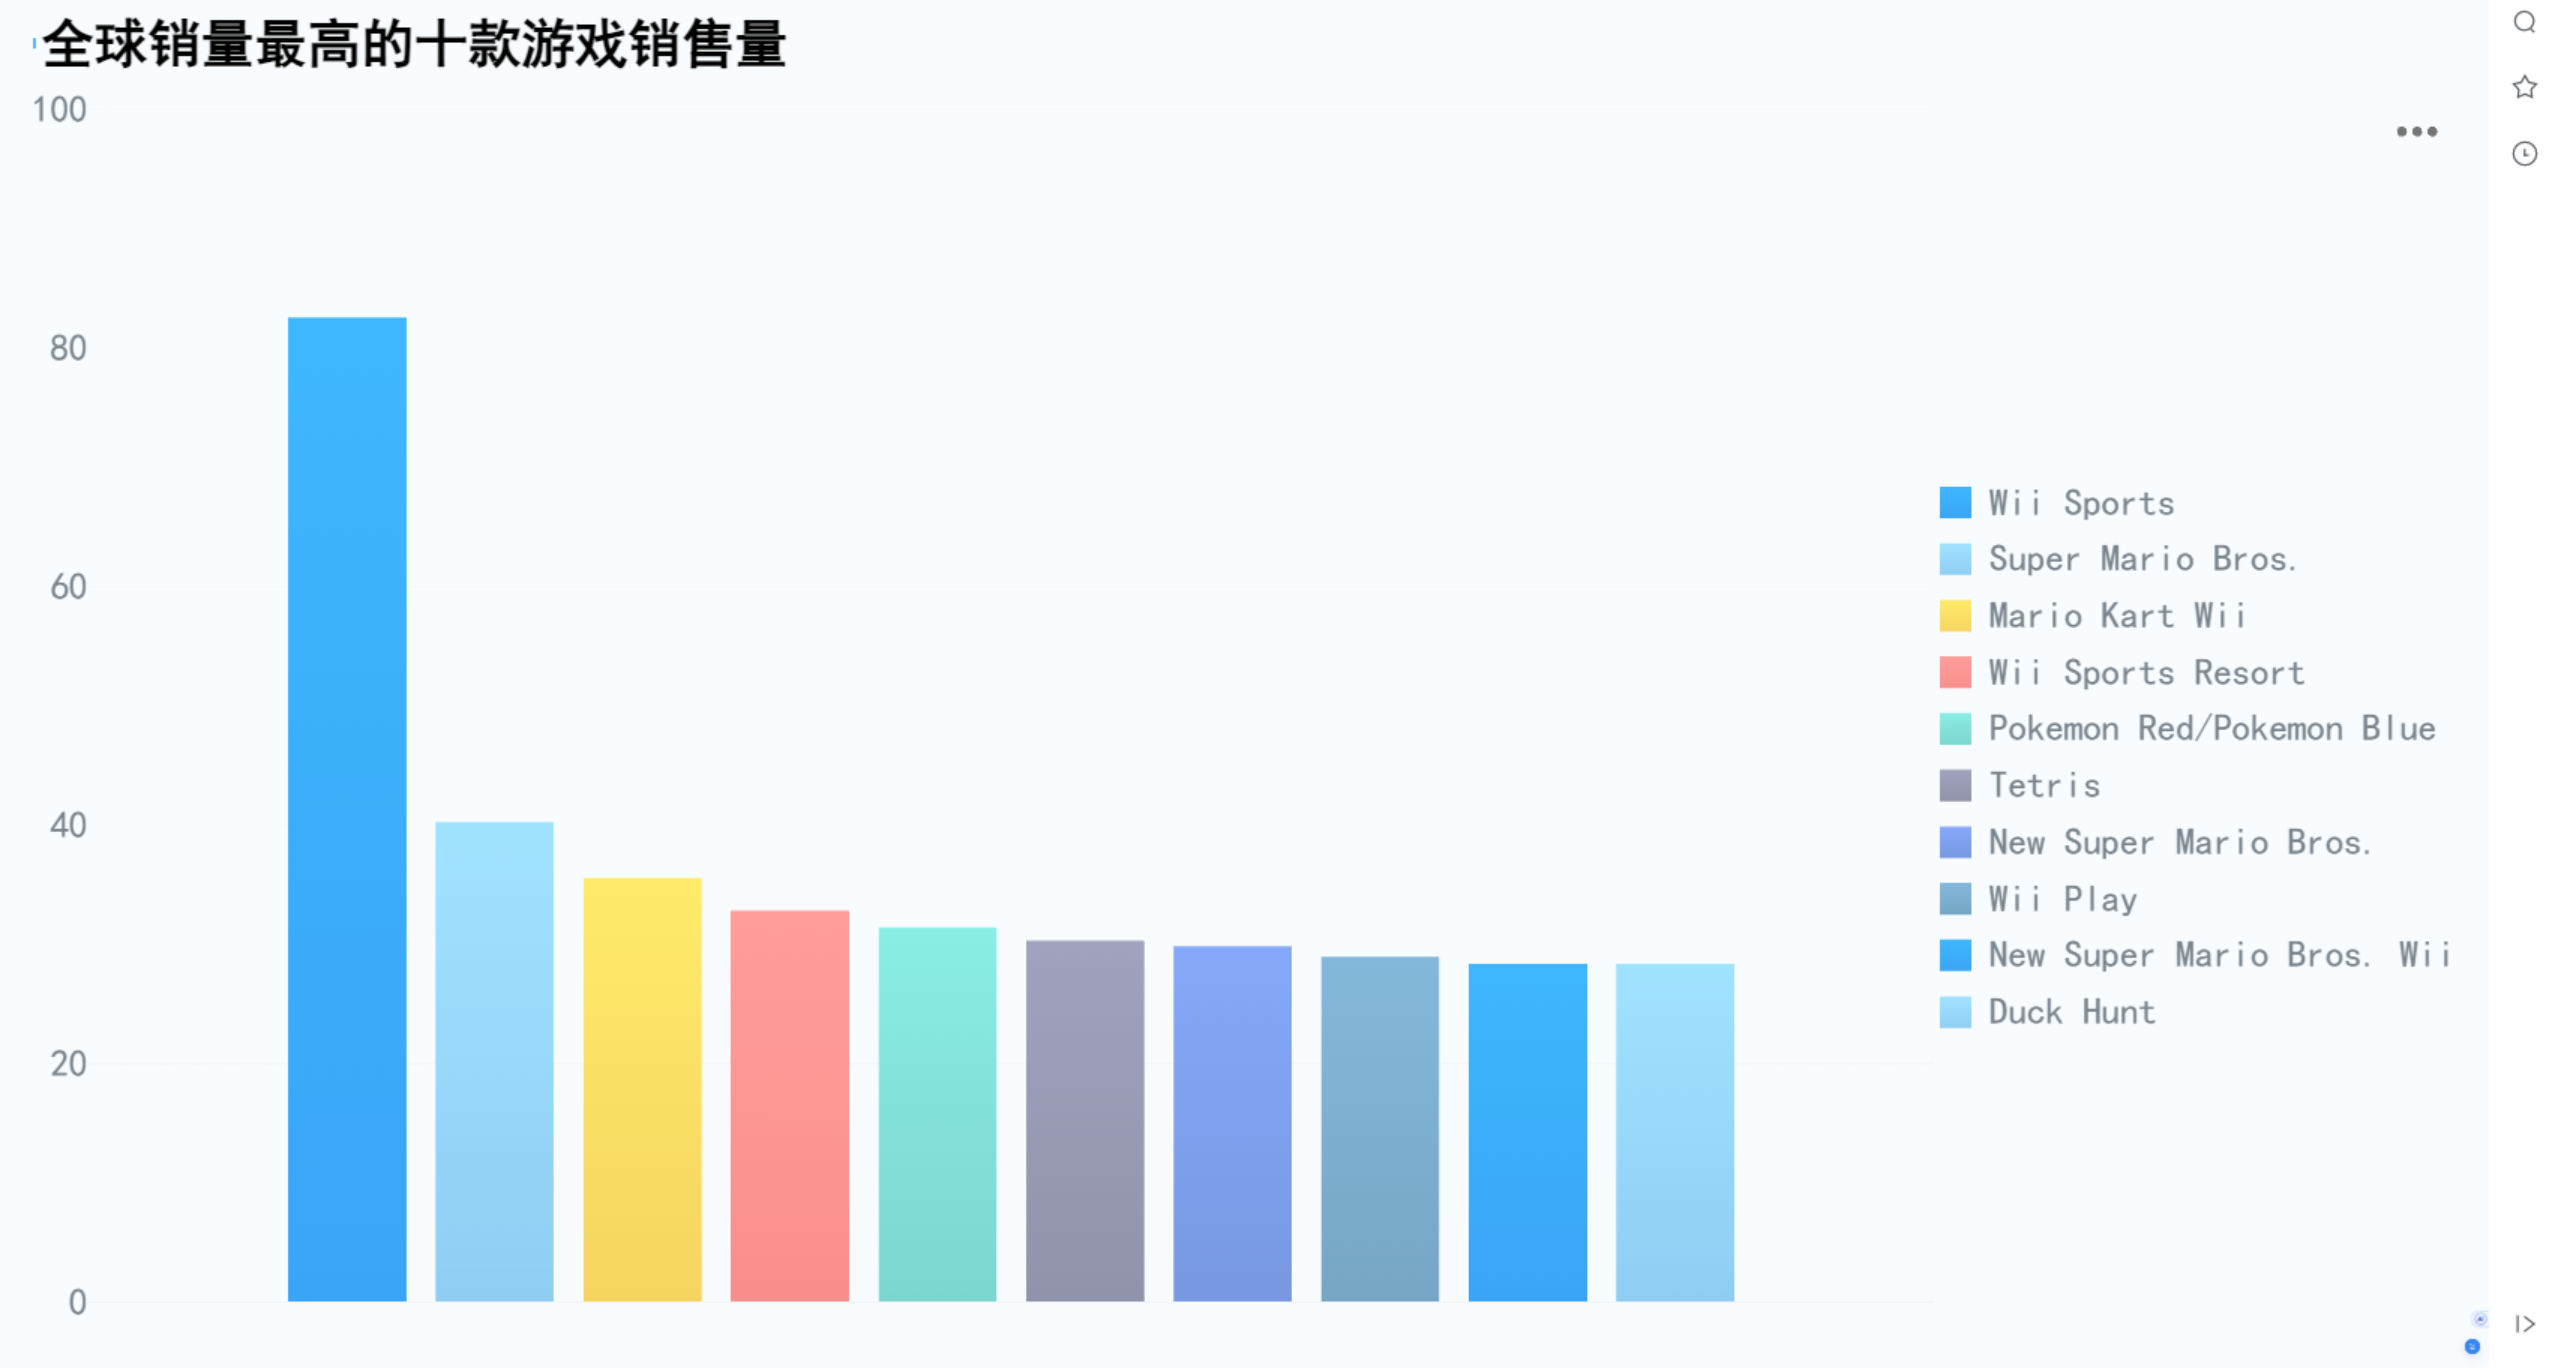 全球销量最高的十款游戏销售量
100
80
60
40
20
0
Wii Sports
Super Mario Bros.
Mario Kart Wii
Wii Sports Resort
Pokemon Red/Pokemon Blue
Tetris
New Super Mario Bros.
Wii Play
New Super Mario Bros. Wii
Duck Hunt